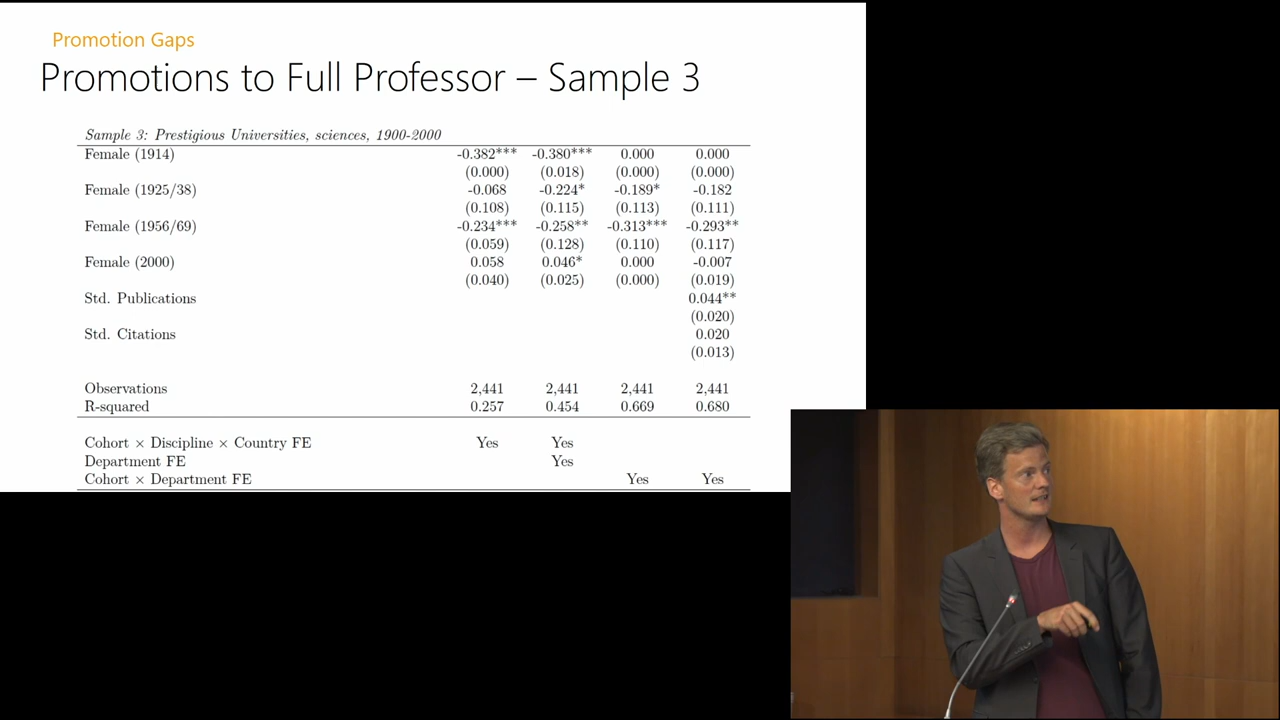 Promotion Gaps
Promotions to Full Professor – Sample 3
Sample 3: Prestigious Universities, sciences, 1900-2000
Female (1914) -0.382*** -0.380*** 0.000 0.000
(0.000) (0.018) (0.000) (0.000)
Female (1925/38) -0.068 -0.224* -0.189* -0.182
(0.108) (0.115) (0.113) (0.111)
Female (1956/69) -0.234*** -0.258** -0.313*** -0.293**
(0.059) (0.128) (0.110) (0.117)
Female (2000) 0.058 0.046* 0.000 -0.007
(0.040) (0.025) (0.000) (0.019)
Std. Publications 0.044**
(0.020)
Std. Citations 0.020
(0.013)
Observations 2,441 2,441 2,441 2,441
R-squared 0.257 0.454 0.669 0.680
Cohort × Discipline × Country FE Yes Yes
Department FE Yes
Cohort × Department FE Yes Yes